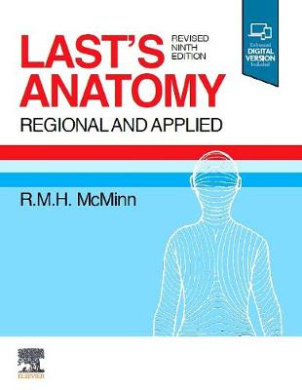 LAST'S
ANATOMY
REVISED
NINTH
EDITION
REGIONAL AND APPLIED
R.M.H. McMinn
Enhanced
DIGITAL
VERSION
Included
ELSEVIER